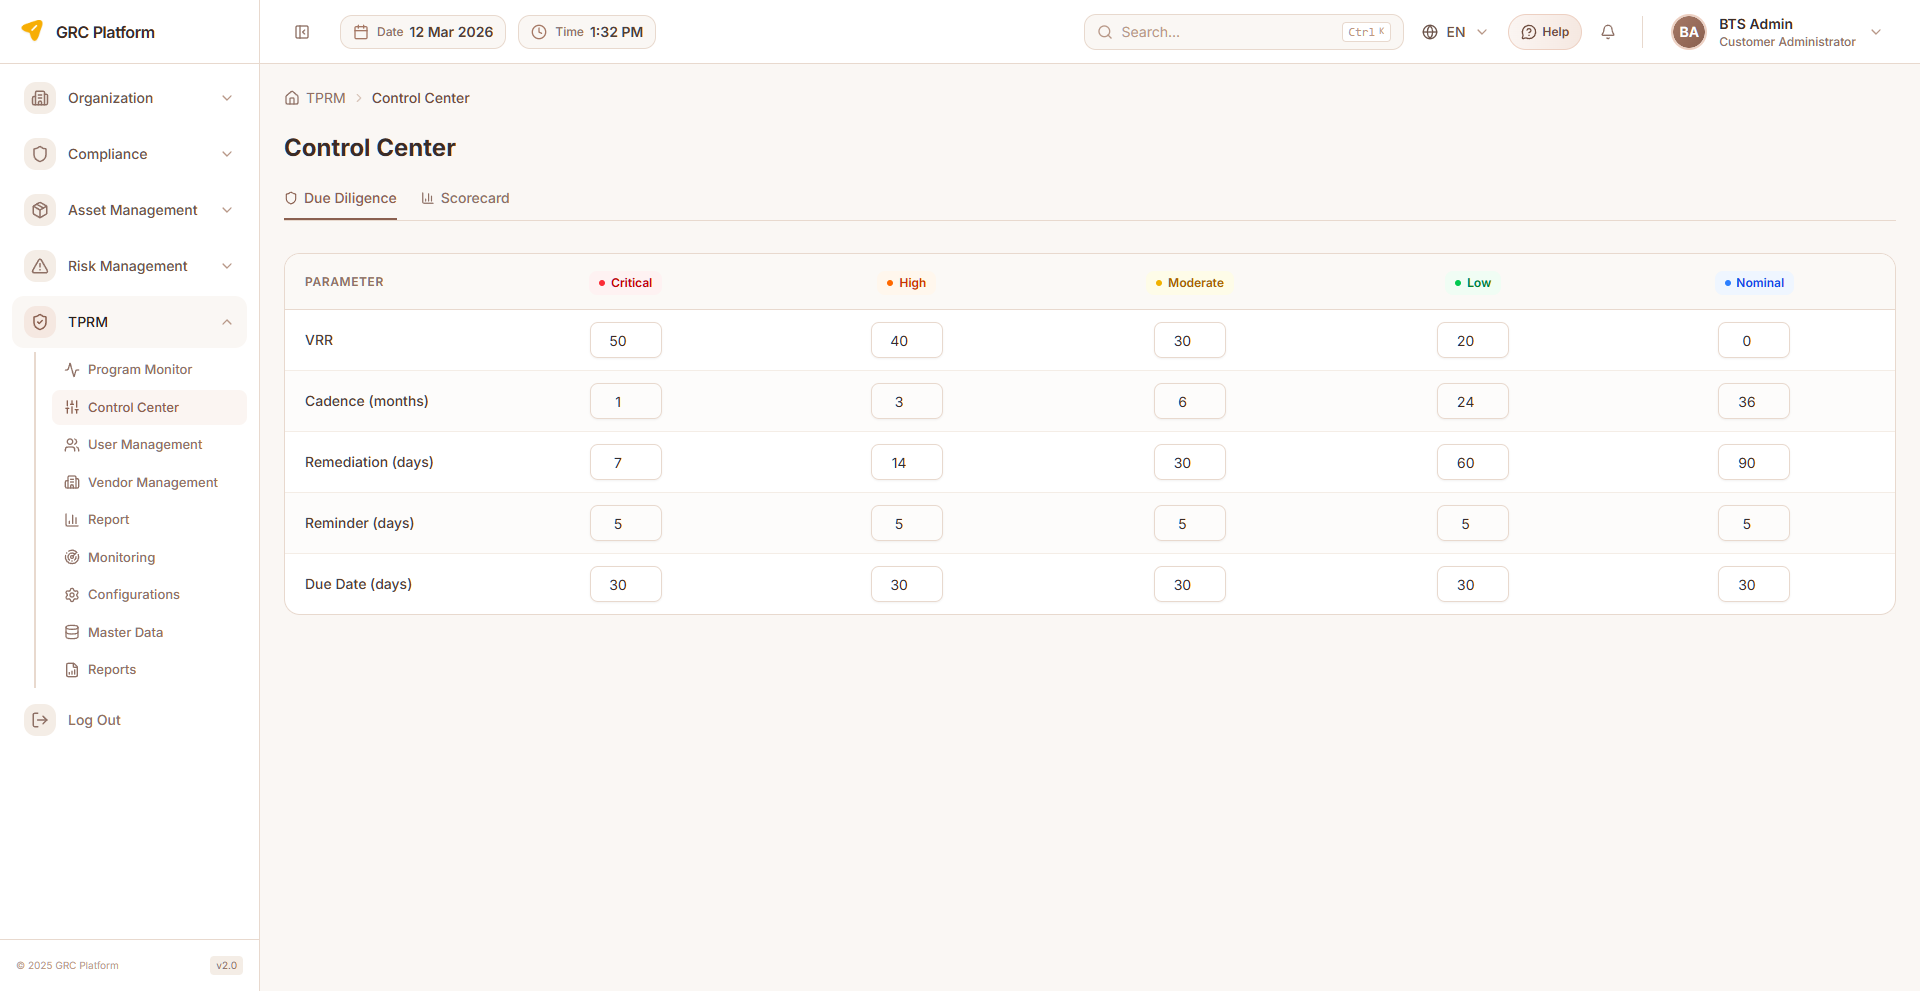 GRC Platform
Date 12 Mar 2026
Time 1:32 PM
Search...
Ctrl K
EN
Help
BA
BTS Admin
Customer Administrator
Organization
Compliance
Asset Management
Risk Management
TPRM
Program Monitor
Control Center
User Management
Vendor Management
Report
Monitoring
Configurations
Master Data
Reports
Log Out
© 2025 GRC Platform
v2.0
TPRM > Control Center
Control Center
Due Diligence
Scorecard
PARAMETER Critical High Moderate Low Nominal
VRR 50 40 30 20 0
Cadence (months) 1 3 6 24 36
Remediation (days) 7 14 30 60 90
Reminder (days) 5 5 5 5 5
Due Date (days) 30 30 30 30 30